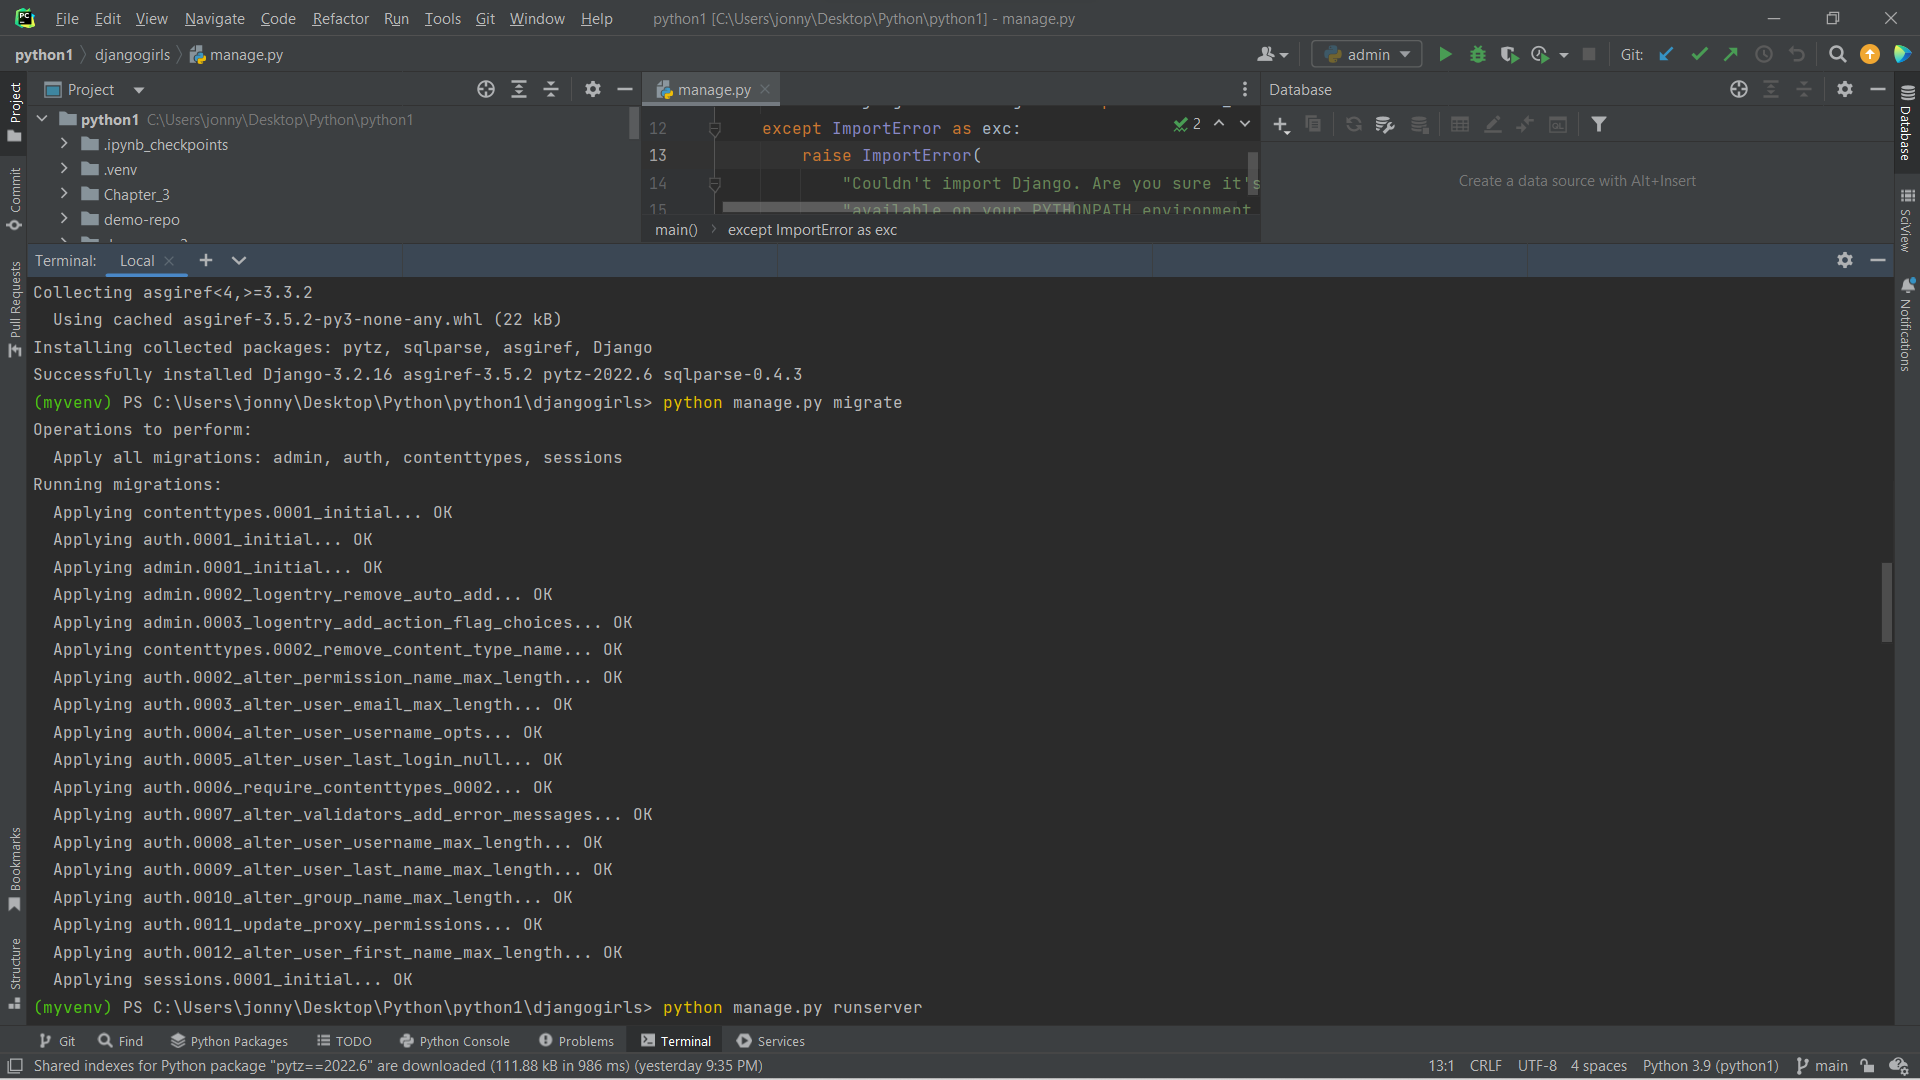 File Edit View Navigate Code Refactor Run Tools Git Window Help python1 [C:\Users\jonny\Desktop\Python\python1] - manage.py
python1 djangogirls manage.py admin Git:
Project
manage.py
Database
python1 C:\Users\jonny\Desktop\Python\python1
.ipynb_checkpoints
.venv
Chapter_3
demo-repo
12 except ImportError as exc: 2
13 raise ImportError(
14 "Couldn't import Django. Are you sure it's
15 "available on your PYTHONPATH environment
main() except ImportError as exc
Create a data source with Alt+Insert
Project
Commit
Pull Requests
Bookmarks
Structure
Database
SciView
Notifications
Terminal: Local
Collecting asgiref<4,>=3.3.2
Using cached asgiref-3.5.2-py3-none-any.whl (22 kB)
Installing collected packages: pytz, sqlparse, asgiref, Django
Successfully installed Django-3.2.16 asgiref-3.5.2 pytz-2022.6 sqlparse-0.4.3
(myvenv) PS C:\Users\jonny\Desktop\Python\python1\djangogirls> python manage.py migrate
Operations to perform:
Apply all migrations: admin, auth, contenttypes, sessions
Running migrations:
Applying contenttypes.0001_initial... OK
Applying auth.0001_initial... OK
Applying admin.0001_initial... OK
Applying admin.0002_logentry_remove_auto_add... OK
Applying admin.0003_logentry_add_action_flag_choices... OK
Applying contenttypes.0002_remove_content_type_name... OK
Applying auth.0002_alter_permission_name_max_length... OK
Applying auth.0003_alter_user_email_max_length... OK
Applying auth.0004_alter_user_username_opts... OK
Applying auth.0005_alter_user_last_login_null... OK
Applying auth.0006_require_contenttypes_0002... OK
Applying auth.0007_alter_validators_add_error_messages... OK
Applying auth.0008_alter_user_username_max_length... OK
Applying auth.0009_alter_user_last_name_max_length... OK
Applying auth.0010_alter_group_name_max_length... OK
Applying auth.0011_update_proxy_permissions... OK
Applying auth.0012_alter_user_first_name_max_length... OK
Applying sessions.0001_initial... OK
(myvenv) PS C:\Users\jonny\Desktop\Python\python1\djangogirls> python manage.py runserver
Git Find Python Packages TODO Python Console Problems Terminal Services
Shared indexes for Python package "pytz==2022.6" are downloaded (111.88 kB in 986 ms) (yesterday 9:35 PM) 13:1 CRLF UTF-8 4 spaces Python 3.9 (python1) main